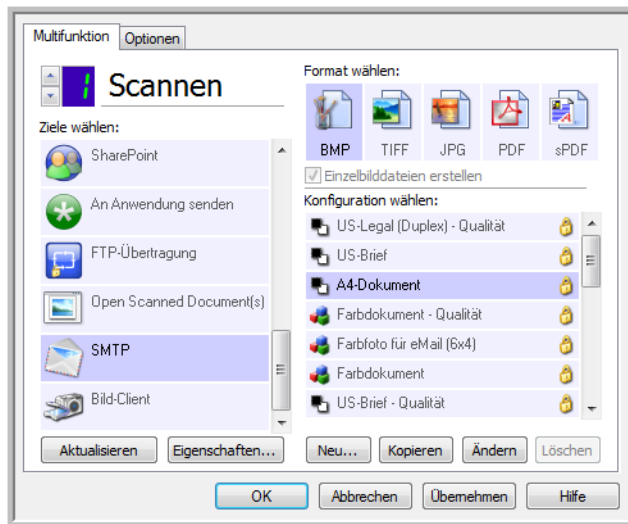 Multifunktion
Optionen
1 Scannen
Ziele wählen:
SharePoint
An Anwendung senden
FTP-Übertragung
Open Scanned Document(s)
SMTP
Bild-Client
Aktualisieren
Eigenschaften...
Format wählen:
BMP
TIFF
JPG
PDF
sPDF
Einzelbilddateien erstellen
Konfiguration wählen:
US-Legal (Duplex) - Qualität
US-Brief
A4-Dokument
Farbdokument - Qualität
Farbfoto für eMail (6x4)
Farbdokument
US-Brief - Qualität
Neu...
Kopieren
Ändern
Löschen
OK
Abbrechen
Übernehmen
Hilfe